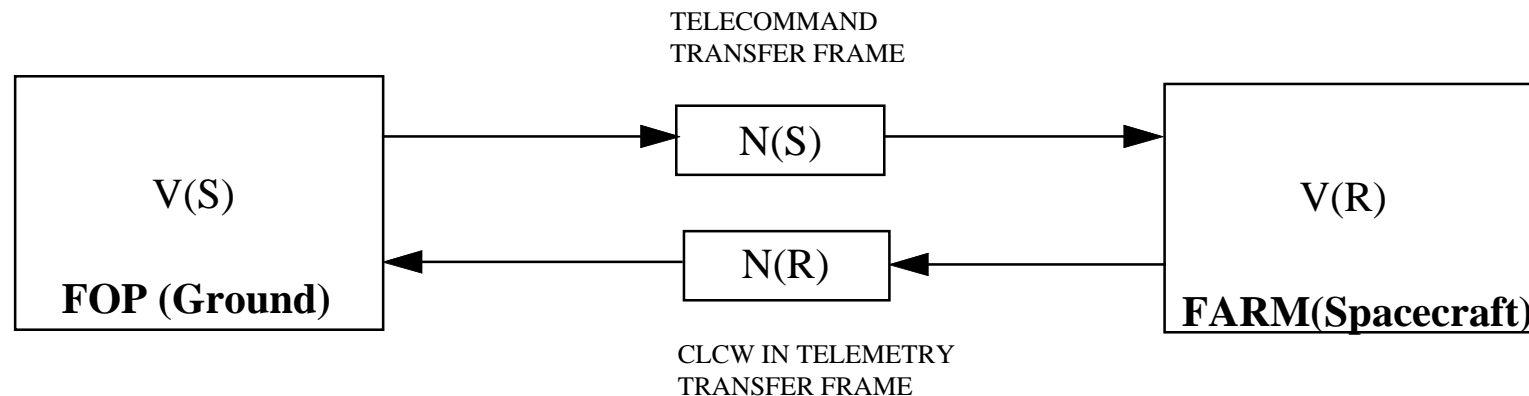 TELECOMMAND
TRANSFER FRAME
N(S)
V(S)
V(R)
N(R)
FOP (Ground)
FARM(Spacecraft)
CLCW IN TELEMETRY
TRANSFER FRAME